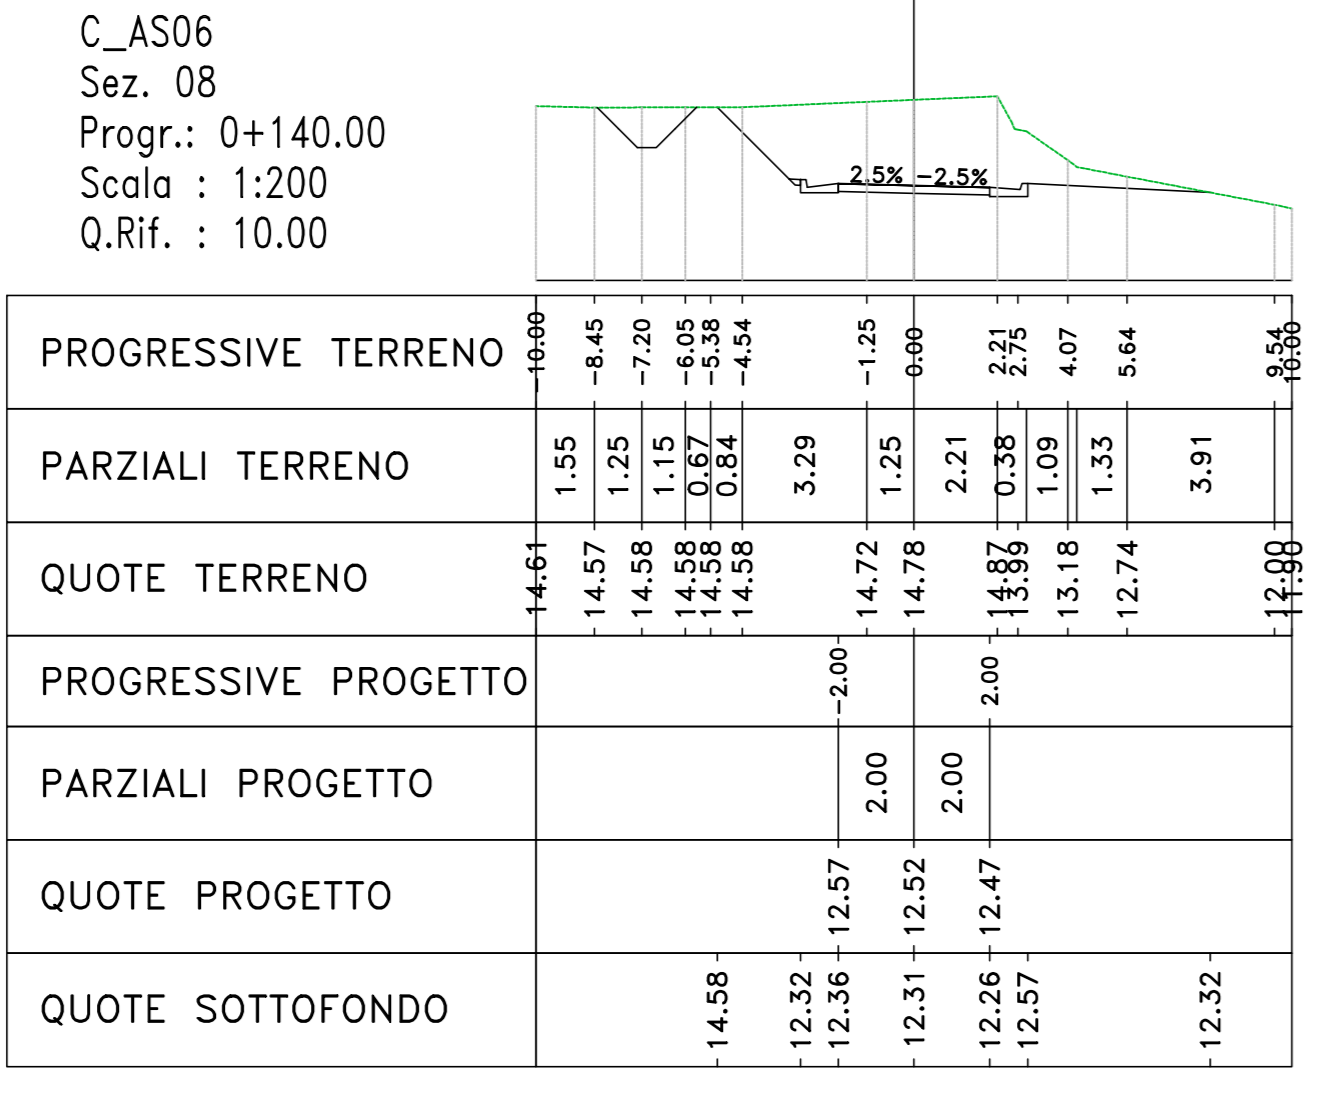 C_AS06
Sez. 08
Progr.: 0+140.00
Scala : 1:200
Q.Rif. : 10.00
2.5% -2.5%
PROGRESSIVE TERRENO -10.00 -8.45 -7.20 -6.05 -5.38 -4.54 -1.25 0.00 2.21 2.75 4.07 5.64 9.54 10.00
PARZIALI TERRENO 1.55 1.25 1.15 0.67 0.84 3.29 1.25 2.21 0.38 1.09 1.33 3.91
QUOTE TERRENO 14.61 14.57 14.58 14.58 14.58 14.58 14.72 14.78 14.87 13.99 13.18 12.74 12.00 11.90
PROGRESSIVE PROGETTO -2.00 2.00
PARZIALI PROGETTO 2.00 2.00
QUOTE PROGETTO 12.57 12.52 12.47
QUOTE SOTTOFONDO 14.58 12.32 12.36 12.31 12.26 12.57 12.32